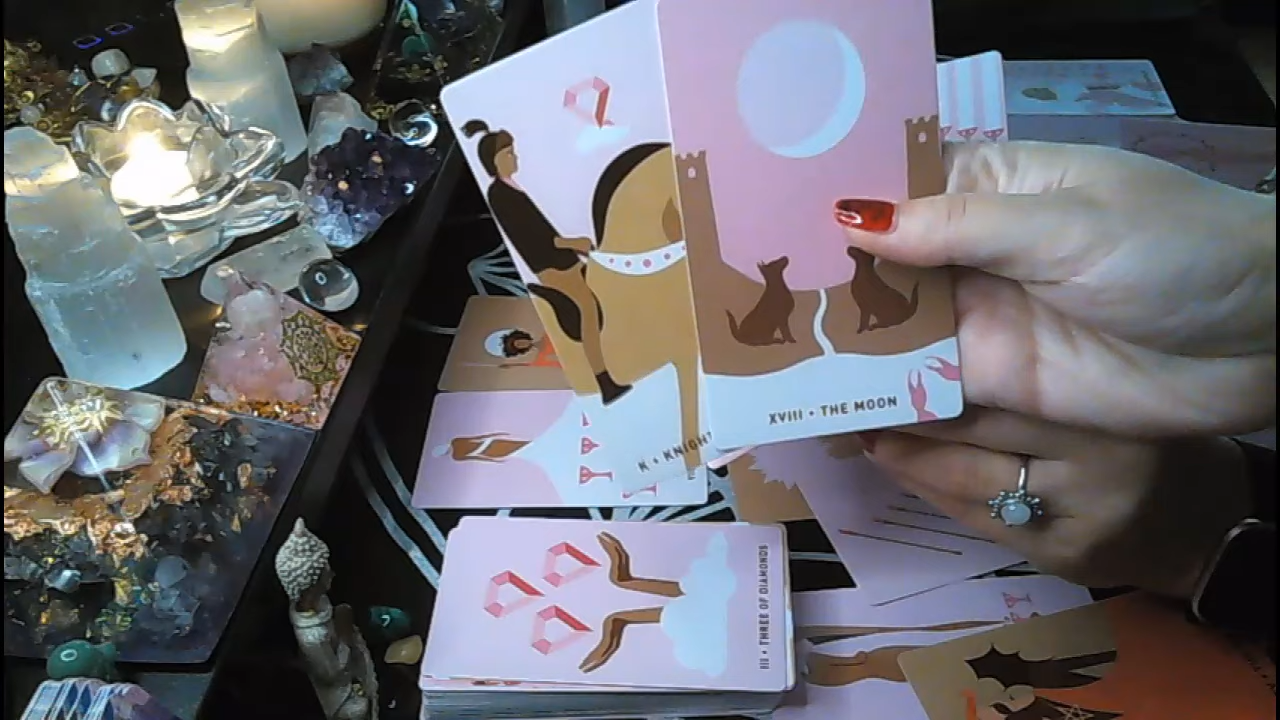 XVIII • THE MOON
K • KNIGHT
III • THREE OF DIAMONDS